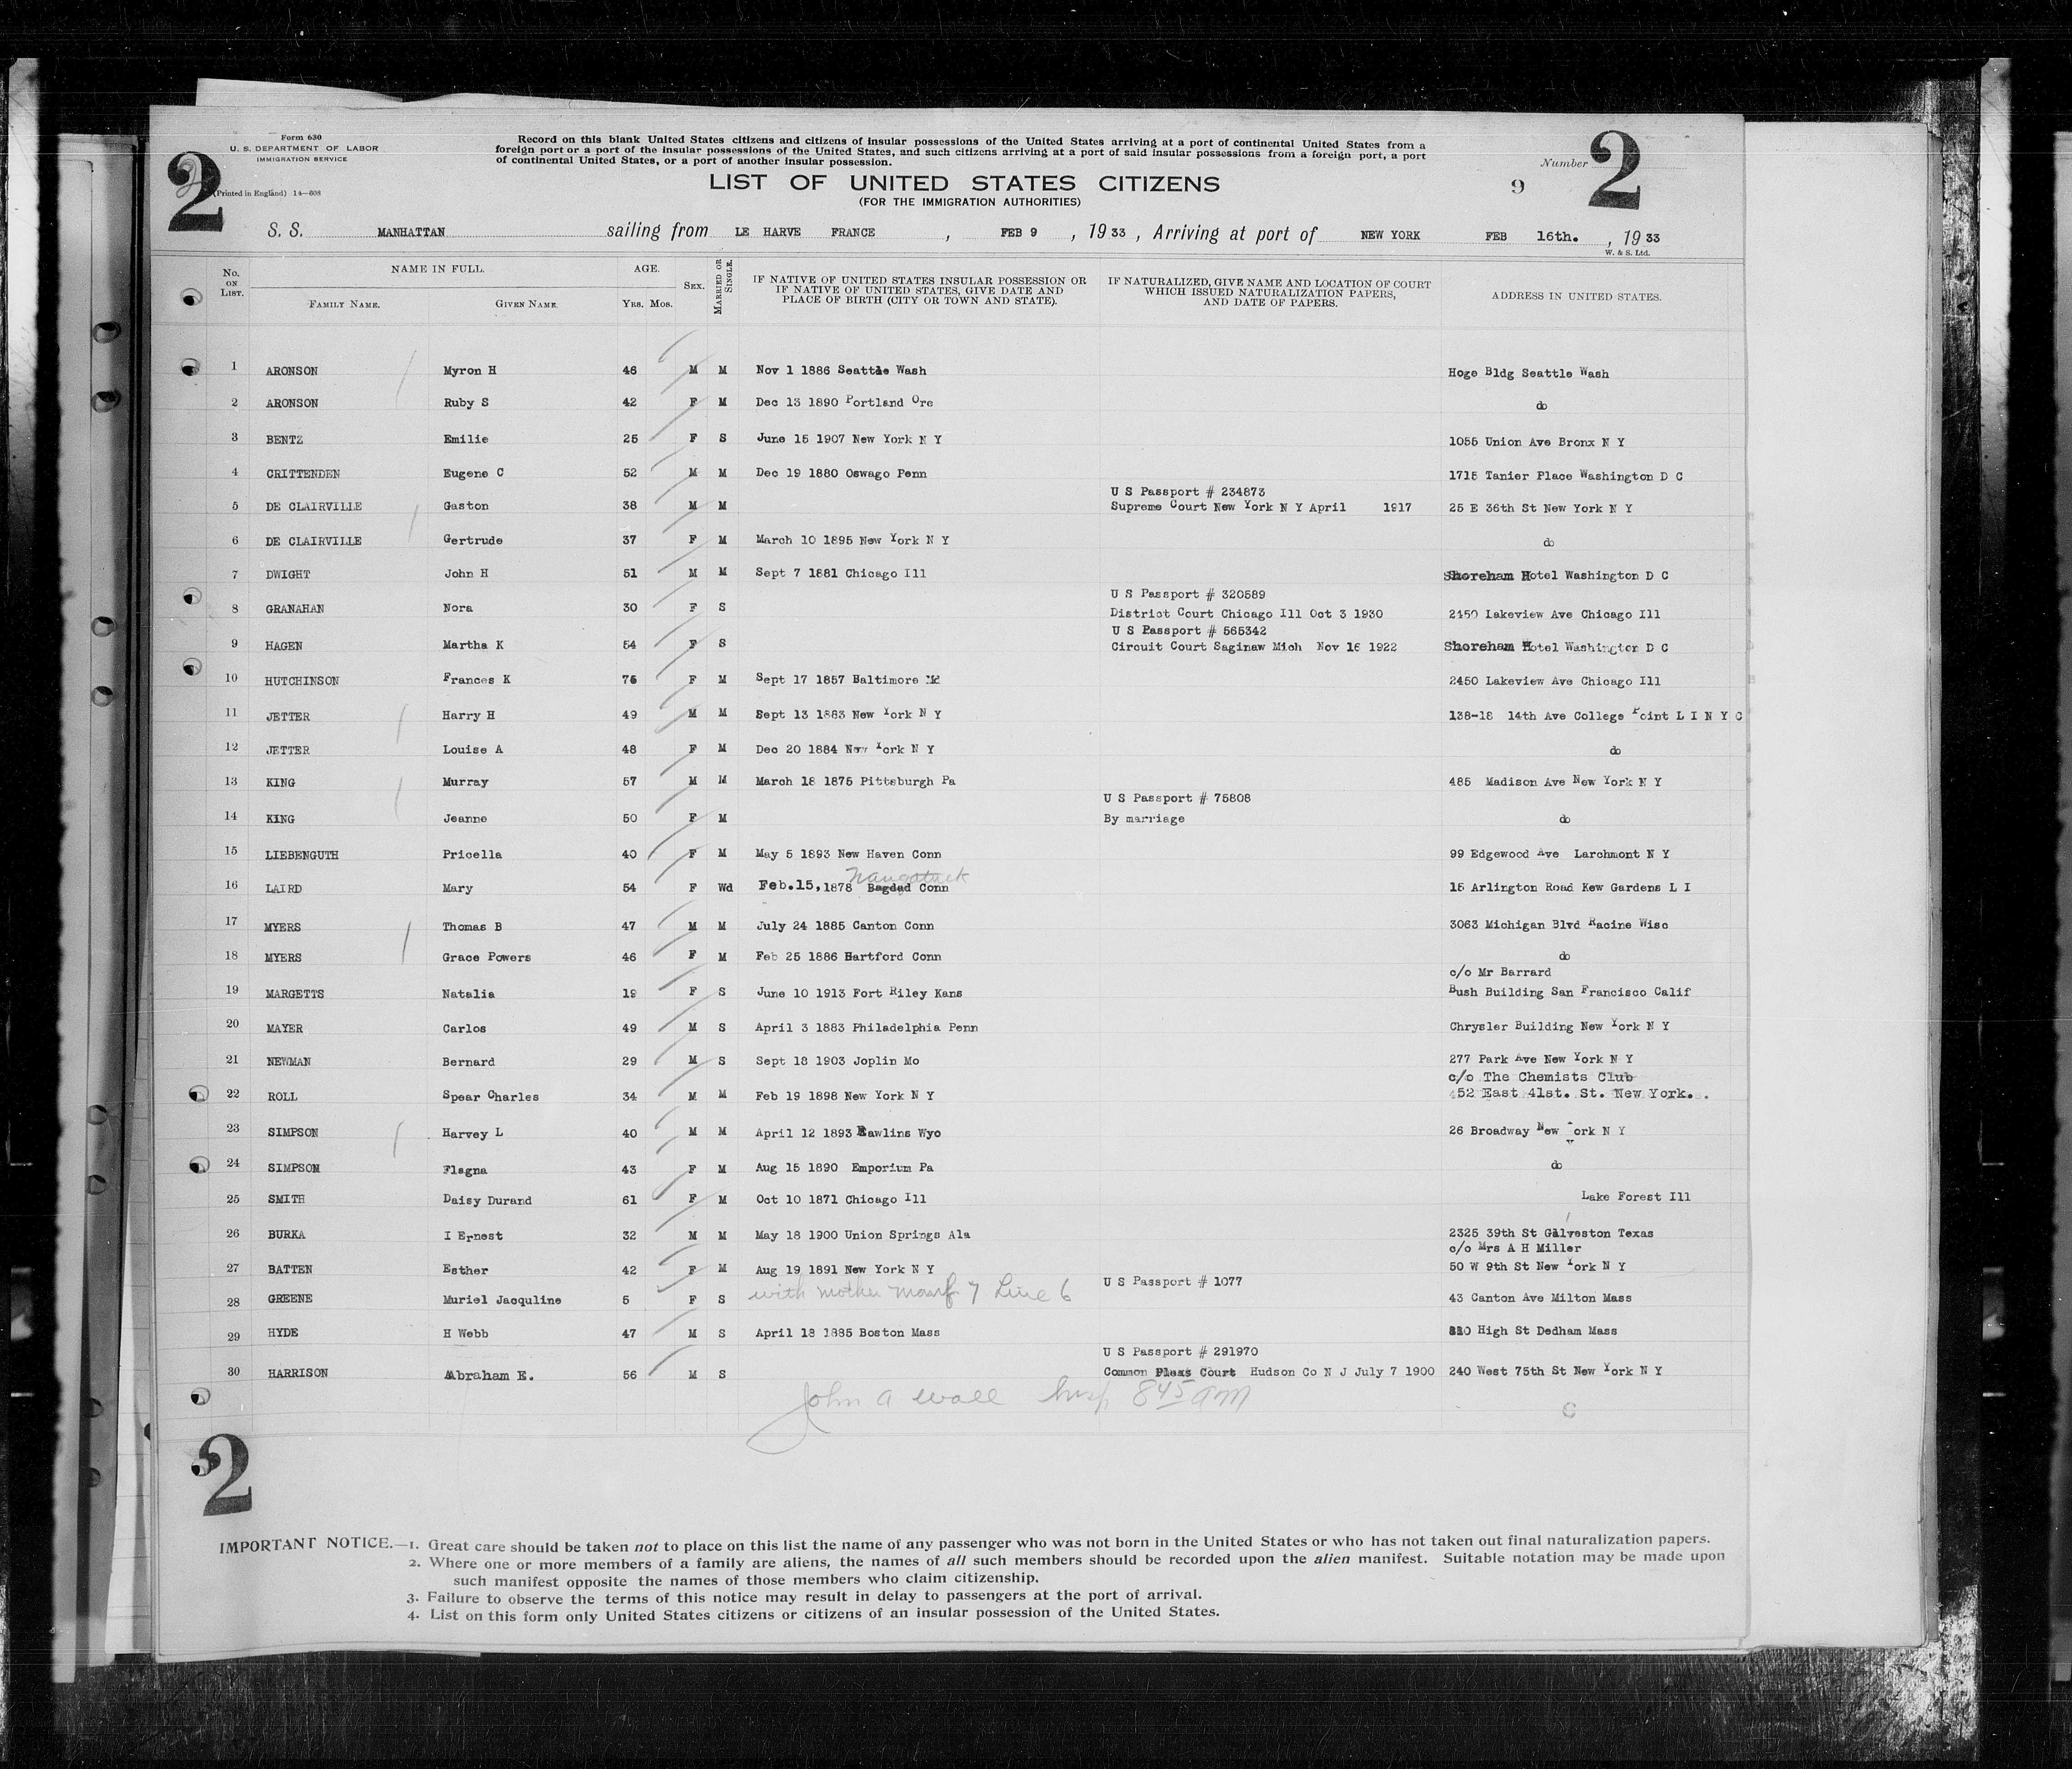 Form 630
U. S. DEPARTMENT OF LABOR
IMMIGRATION SERVICE
(Printed in England) 14—608
2
Record on this blank United States citizens and citizens of insular possessions of the United States arriving at a port of continental United States from a
foreign port or a port of the insular possessions of the United States, and such citizens arriving at a port of said insular possessions from a foreign port, a port
of continental United States, or a port of another insular possession.
Number 2
LIST OF UNITED STATES CITIZENS
9
(FOR THE IMMIGRATION AUTHORITIES)
S. S. MANHATTAN sailing from LE HARVE FRANCE , FEB 9 , 1933 , Arriving at port of NEW YORK FEB 16th. , 1933
W. & S. Ltd.
No. ON LIST. NAME IN FULL. FAMILY NAME. GIVEN NAME. AGE. YRS. MOS. SEX. MARRIED OR SINGLE. IF NATIVE OF UNITED STATES INSULAR POSSESSION OR IF NATIVE OF UNITED STATES, GIVE DATE AND PLACE OF BIRTH (CITY OR TOWN AND STATE). IF NATURALIZED, GIVE NAME AND LOCATION OF COURT WHICH ISSUED NATURALIZATION PAPERS, AND DATE OF PAPERS. ADDRESS IN UNITED STATES.
1 ARONSON Myron H 46 M M Nov 1 1886 Seattle Wash Hoge Bldg Seattle Wash
2 ARONSON Ruby S 42 F M Dec 13 1890 Portland Ore do
3 BENTZ Emilie 25 F S June 15 1907 New York N Y 1055 Union Ave Bronx N Y
4 CRITTENDEN Eugene C 52 M M Dec 19 1880 Oswago Penn 1715 Tanier Place Washington D C
U S Passport # 234873
5 DE CLAIRVILLE Gaston 38 M M Supreme Court New York N Y April 1917 25 E 36th St New York N Y
6 DE CLAIRVILLE Gertrude 37 F M March 10 1895 New York N Y do
7 DWIGHT John H 51 M M Sept 7 1881 Chicago Ill Shoreham Hotel Washington D C
U S Passport # 320589
8 GRANAHAN Nora 30 F S District Court Chicago Ill Oct 3 1930 2450 Lakeview Ave Chicago Ill
U S Passport # 565342
9 HAGEN Martha K 54 F S Circuit Court Saginaw Mich Nov 16 1922 Shoreham Hotel Washington D C
10 HUTCHINSON Frances K 75 F M Sept 17 1857 Baltimore Md 2450 Lakeview Ave Chicago Ill
11 JETTER Harry H 49 M M Sept 13 1883 New York N Y 138-18 14th Ave College Point L I N Y C
12 JETTER Louise A 48 F M Dec 20 1884 New York N Y do
13 KING Murray 57 M M March 18 1875 Pittsburgh Pa 485 Madison Ave New York N Y
U S Passport # 75808
14 KING Jeanne 50 F M By marriage do
15 LIEBENGUTH Pricella 40 F M May 5 1893 New Haven Conn 99 Edgewood Ave Larchmont N Y
Naugatuck
16 LAIRD Mary 54 F Wd Feb. 15, 1878 Bagdad Conn 15 Arlington Road Kew Gardens L I
17 MYERS Thomas B 47 M M July 24 1885 Canton Conn 3063 Michigan Blvd Racine Wisc
18 MYERS Grace Powers 46 F M Feb 25 1886 Hartford Conn do
c/o Mr Barrard
19 MARGETTS Natalia 19 F S June 10 1913 Fort Riley Kans Bush Building San Francisco Calif
20 MAYER Carlos 49 M S April 3 1883 Philadelphia Penn Chrysler Building New York N Y
21 NEWMAN Bernard 29 M S Sept 18 1903 Joplin Mo 277 Park Ave New York N Y
c/o The Chemists Club
22 ROLL Spear Charles 34 M M Feb 19 1898 New York N Y 52 East 41st. St. New York.
23 SIMPSON Harvey L 40 M M April 12 1893 Rawlins Wyo 26 Broadway New York N Y
24 SIMPSON Flagna 43 F M Aug 15 1890 Emporium Pa do
25 SMITH Daisy Durand 61 F M Oct 10 1871 Chicago Ill Lake Forest Ill
26 BURKA I Ernest 32 M M May 18 1900 Union Springs Ala 2325 39th St Galveston Texas
c/o Mrs A H Miller
27 BATTEN Esther 42 F M Aug 19 1891 New York N Y 50 W 9th St New York N Y
U S Passport # 1077
28 GREENE Muriel Jacquline 5 F S with mother Manf 7 Line 6 43 Canton Ave Milton Mass
29 HYDE H Webb 47 M S April 18 1885 Boston Mass High St Dedham Mass
U S Passport # 291970
30 HARRISON Abraham E. 56 M S Common Pleas Court Hudson Co N J July 7 1900 240 West 75th St New York N Y
John A Wall Insp 845 AM
2
IMPORTANT NOTICE.—1. Great care should be taken not to place on this list the name of any passenger who was not born in the United States or who has not taken out final naturalization papers.
2. Where one or more members of a family are aliens, the names of all such members should be recorded upon the alien manifest. Suitable notation may be made upon
such manifest opposite the names of those members who claim citizenship.
3. Failure to observe the terms of this notice may result in delay to passengers at the port of arrival.
4. List on this form only United States citizens or citizens of an insular possession of the United States.